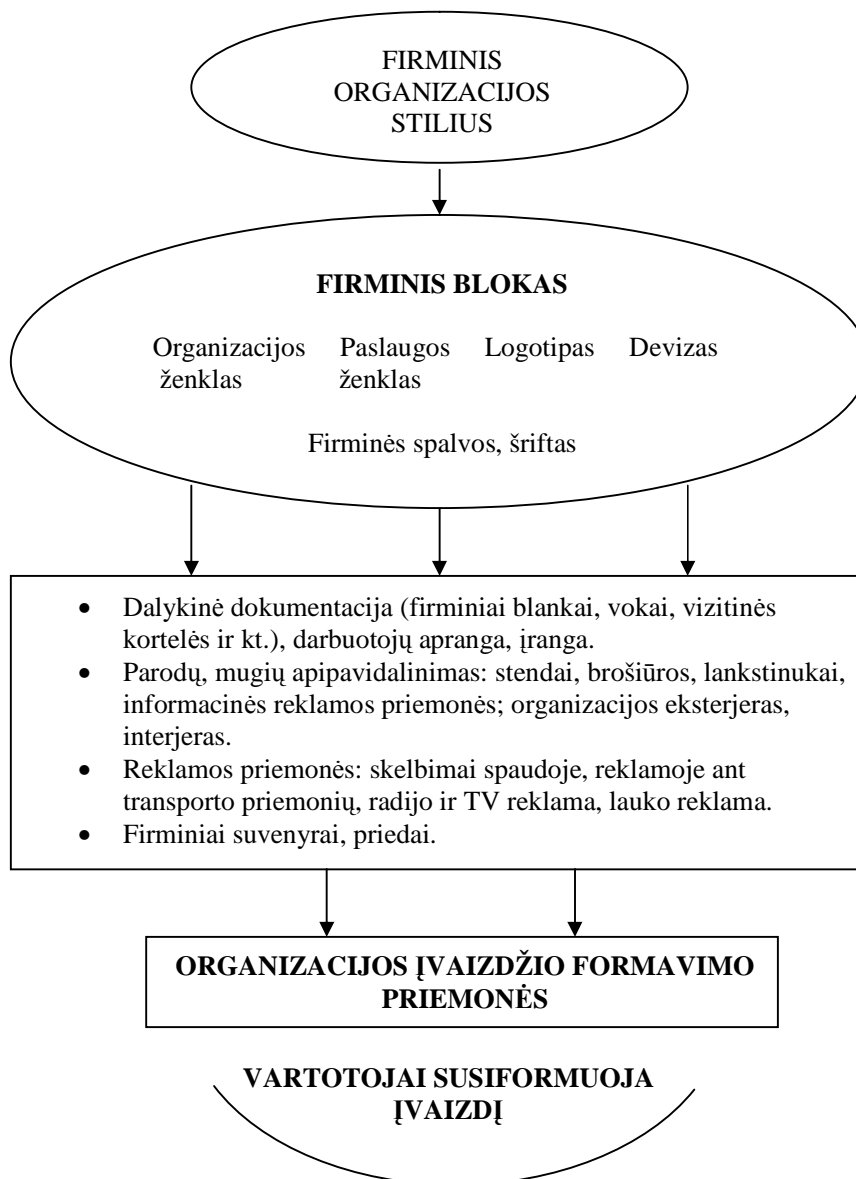 FIRMINIS
ORGANIZACIJOS
STILIUS
FIRMINIS BLOKAS
Organizacijos Paslaugos Logotipas Devizas
ženklas ženklas
Firminės spalvos, šriftas
• Dalykinė dokumentacija (firminiai blankai, vokai, vizitinės
kortelės ir kt.), darbuotojų apranga, įranga.
• Parodų, mugių apipavidalinimas: stendai, brošiūros, lankstinukai,
informacinės reklamos priemonės; organizacijos eksterjeras,
interjeras.
• Reklamos priemonės: skelbimai spaudoje, reklamoje ant
transporto priemonių, radijo ir TV reklama, lauko reklama.
• Firminiai suvenyrai, priedai.
ORGANIZACIJOS ĮVAIZDŽIO FORMAVIMO
PRIEMONĖS
VARTOTOJAI SUSIFORMUOJA
ĮVAIZDĮ